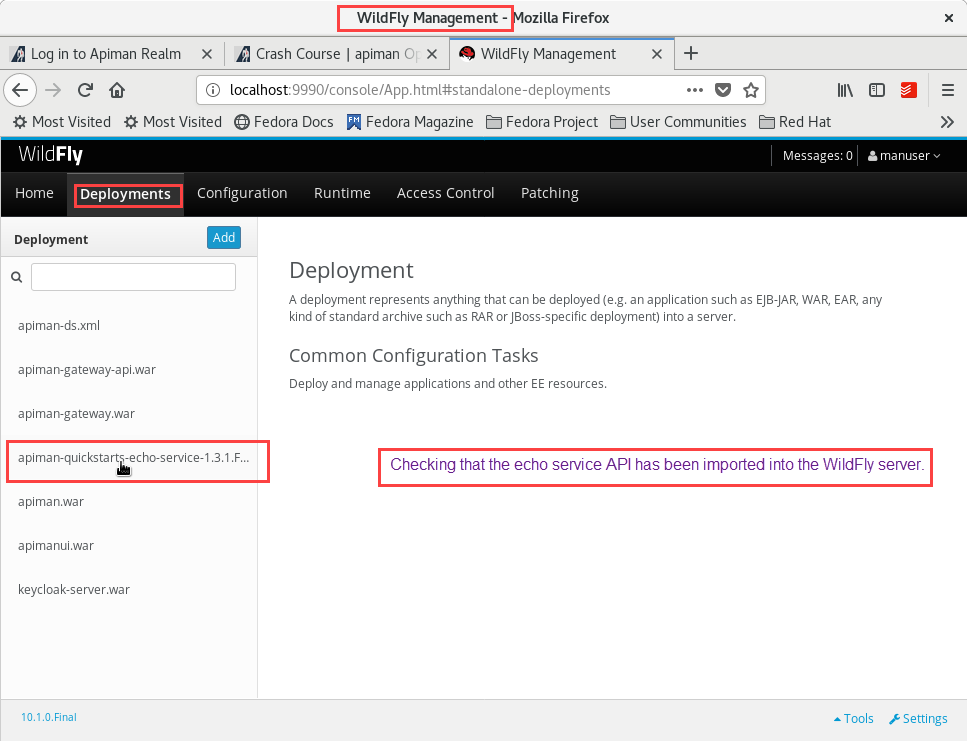 WildFly Management - Mozilla Firefox
Log in to Apiman Realm
Crash Course | apiman Op
WildFly Management
localhost:9990/console/App.html#standalone-deployments
Most Visited Most Visited Fedora Docs Fedora Magazine Fedora Project User Communities Red Hat
WildFly
Messages: 0 manuser
Home Deployments Configuration Runtime Access Control Patching
Deployment
Add
apiman-ds.xml
apiman-gateway-api.war
apiman-gateway.war
apiman-quickstarts-echo-service-1.3.1.F...
apiman.war
apimanui.war
keycloak-server.war
Deployment
A deployment represents anything that can be deployed (e.g. an application such as EJB-JAR, WAR, EAR, any
kind of standard archive such as RAR or JBoss-specific deployment) into a server.
Common Configuration Tasks
Deploy and manage applications and other EE resources.
Checking that the echo service API has been imported into the WildFly server.
10.1.0.Final
Tools Settings